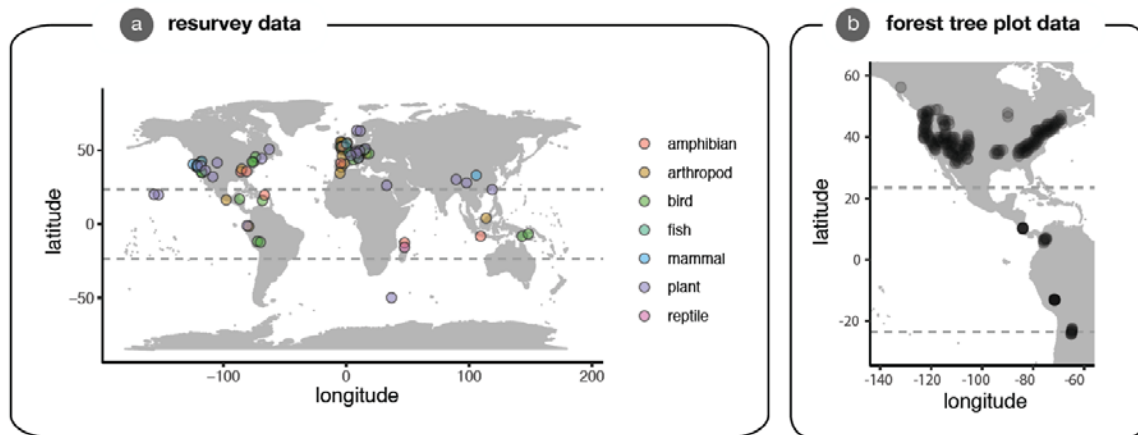 a resurvey data
latitude
50
0
-50
-100
0
100
200
longitude
amphibian
arthropod
bird
fish
mammal
plant
reptile
b forest tree plot data
latitude
60
40
20
0
-20
-140
-120
-100
-80
-60
longitude